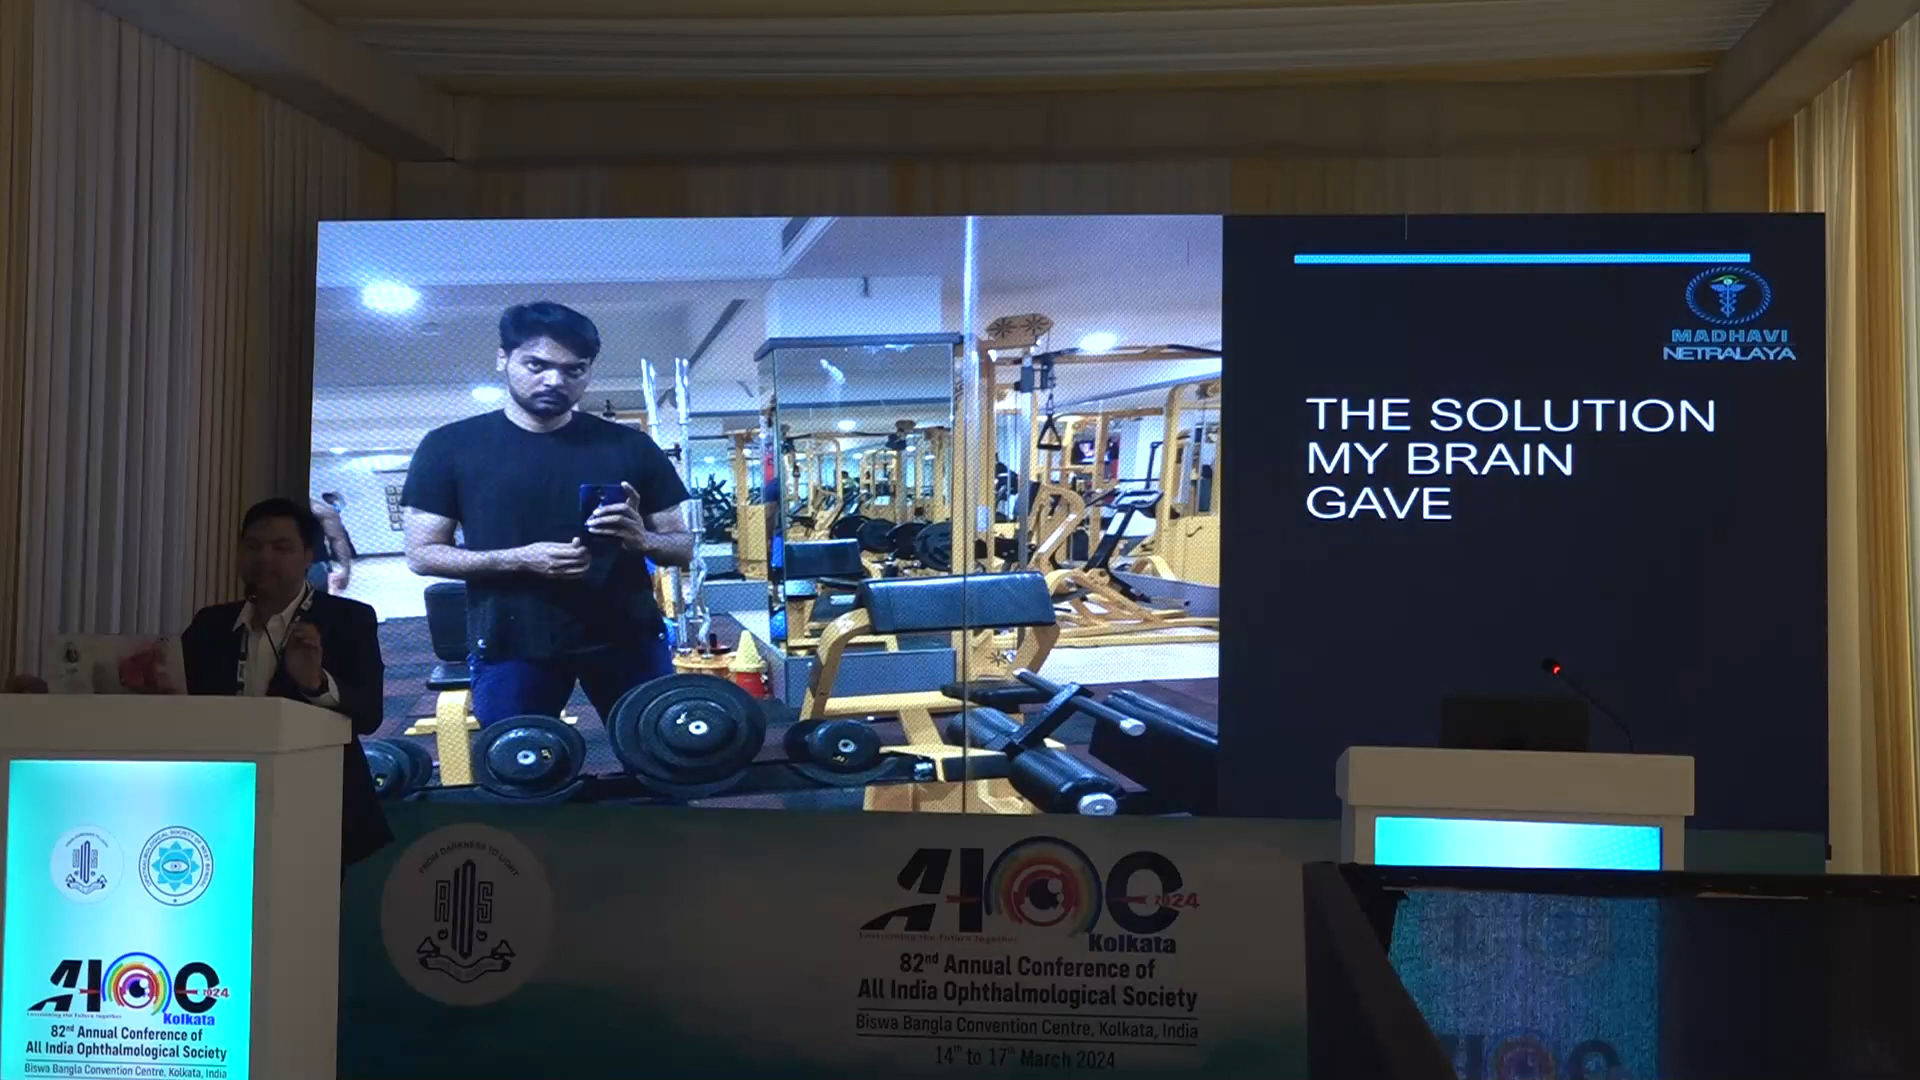 MADHAVI
NETRALAYA
THE SOLUTION
MY BRAIN
GAVE
FROM DARKNESS TO LIGHT
AIOS
AIOC
2024
Kolkata
82nd Annual Conference of
All India Ophthalmological Society
Biswa Bangla Convention Centre, Kolkata, India
14th to 17th March 2024
AIOC
2024
Kolkata
82nd Annual Conference of
All India Ophthalmological Society
Biswa Bangla Convention Centre, Kolkata, India